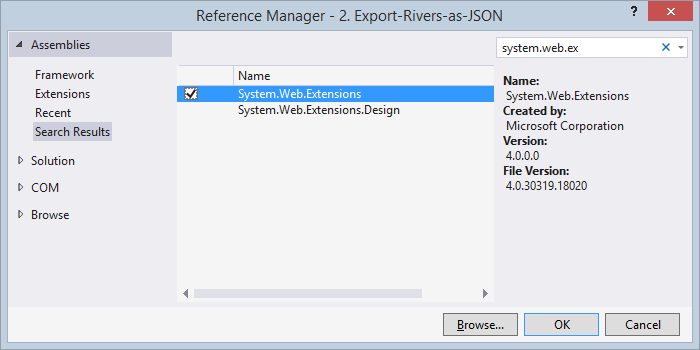 Reference Manager - 2. Export-Rivers-as-JSON
?
Assemblies
Framework
Extensions
Recent
Search Results
Solution
COM
Browse
Name
System.Web.Extensions
System.Web.Extensions.Design
system.web.ex
Name:
System.Web.Extensions
Created by:
Microsoft Corporation
Version:
4.0.0.0
File Version:
4.0.30319.18020
Browse...
OK
Cancel